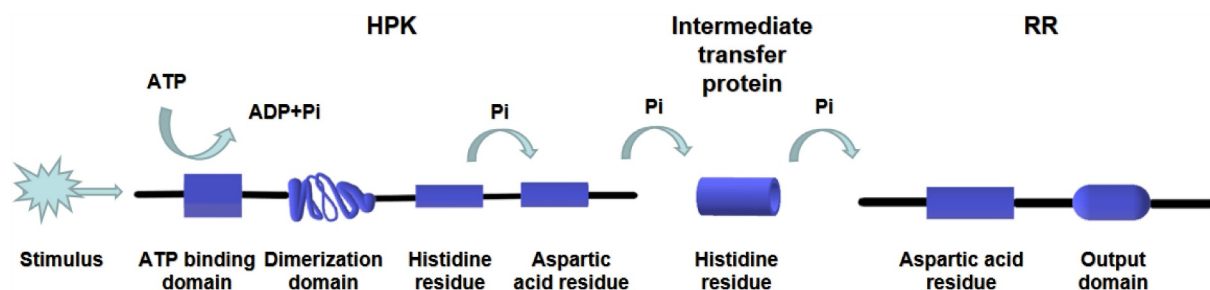 HPK
Intermediate
transfer
protein
RR
ATP
ADP+Pi
Pi
Pi
Pi
Stimulus
ATP binding
domain
Dimerization
domain
Histidine
residue
Aspartic
acid residue
Histidine
residue
Aspartic acid
residue
Output
domain